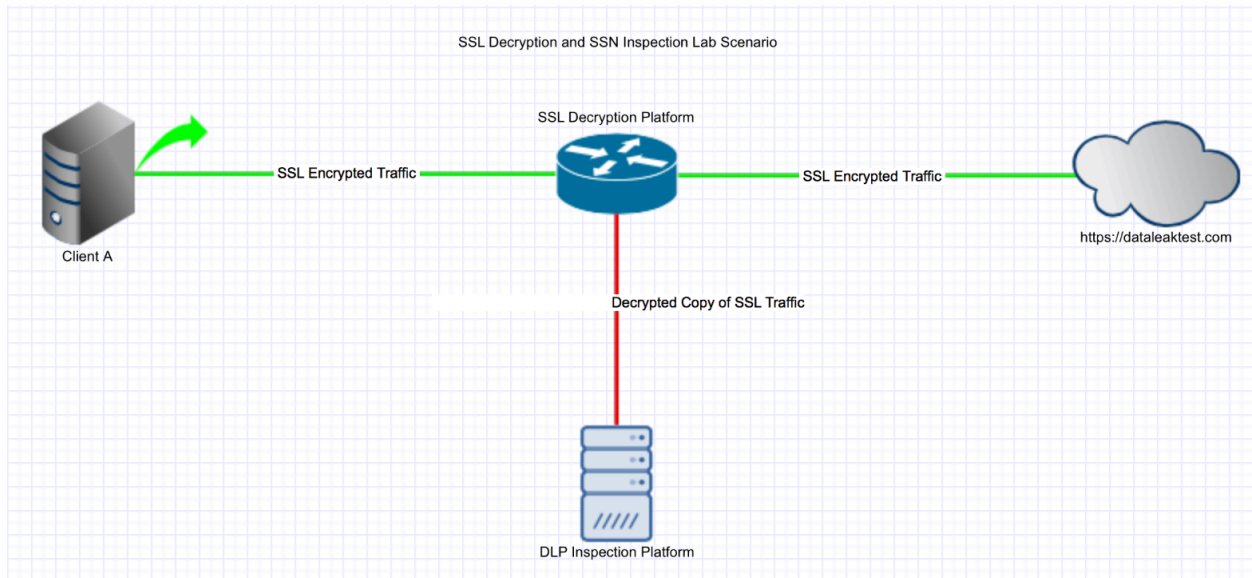 SSL Decryption and SSN Inspection Lab Scenario
SSL Decryption Platform
SSL Encrypted Traffic
SSL Encrypted Traffic
https://dataleaktest.com
Client A
Decrypted Copy of SSL Traffic
DLP Inspection Platform